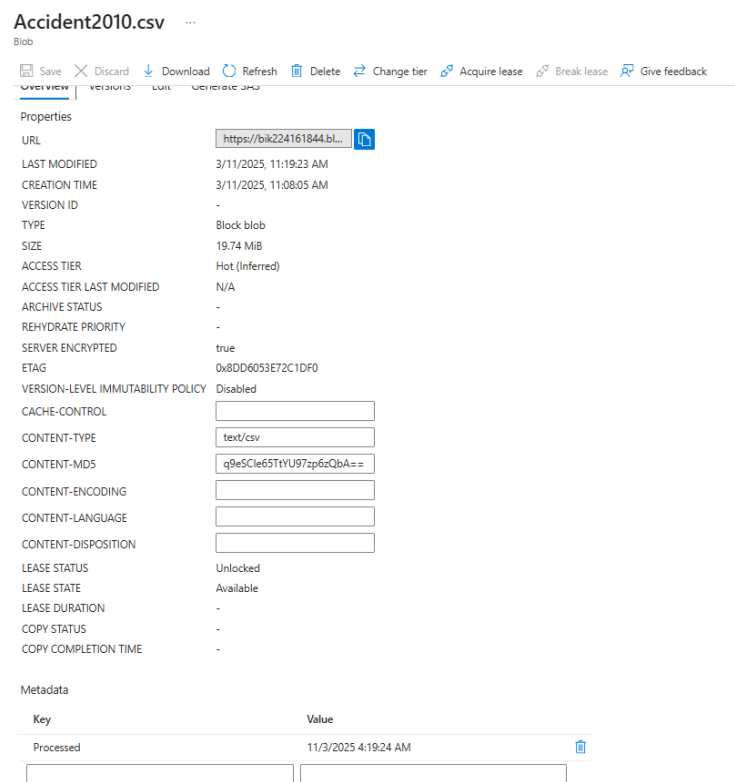 Accident2010.csv ...
Blob
Save Discard Download Refresh Delete Change tier Acquire lease Break lease Give feedback
Overview Versions Edit Generate SAS
Properties
URL https://bik224161844.bl...
LAST MODIFIED 3/11/2025, 11:19:23 AM
CREATION TIME 3/11/2025, 11:08:05 AM
VERSION ID -
TYPE Block blob
SIZE 19.74 MiB
ACCESS TIER Hot (Inferred)
ACCESS TIER LAST MODIFIED N/A
ARCHIVE STATUS -
REHYDRATE PRIORITY -
SERVER ENCRYPTED true
ETAG 0x8DD6053E72C1DF0
VERSION-LEVEL IMMUTABILITY POLICY Disabled
CACHE-CONTROL
CONTENT-TYPE text/csv
CONTENT-MD5 q9eSCle65TtYU97zp6zQbA==
CONTENT-ENCODING
CONTENT-LANGUAGE
CONTENT-DISPOSITION
LEASE STATUS Unlocked
LEASE STATE Available
LEASE DURATION -
COPY STATUS -
COPY COMPLETION TIME -
Metadata
Key Value
Processed 11/3/2025 4:19:24 AM